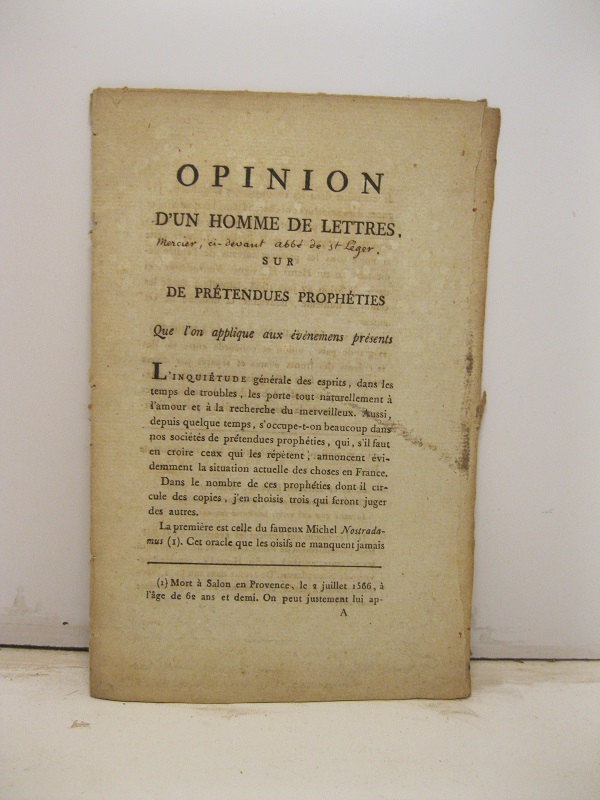 OPINION
D'UN HOMME DE LETTRES,
Mercier, ci-devant abbé de st Léger.
SUR
DE PRÉTENDUES PROPHÉTIES
Que l'on applique aux évènemens présents
L'INQUIÉTUDE générale des esprits, dans les
temps de troubles, les porte tout naturellement à
l'amour et à la recherche du merveilleux. Aussi,
depuis quelque temps, s'occupe-t-on beaucoup dans
nos sociétés de prétendues prophéties, qui, s'il faut
en croire ceux qui les répètent, annoncent évi-
demment la situation actuelle des choses en France.
Dans le nombre de ces prophéties dont il cir-
cule des copies, j'en choisis trois qui feront juger
des autres.
La première est celle du fameux Michel Nostrada-
mus (1). Cet oracle que les oisifs ne manquent jamais
(1) Mort à Salon en Provence, le 2 juillet 1566, à
l'âge de 62 ans et demi. On peut justement lui ap-
A